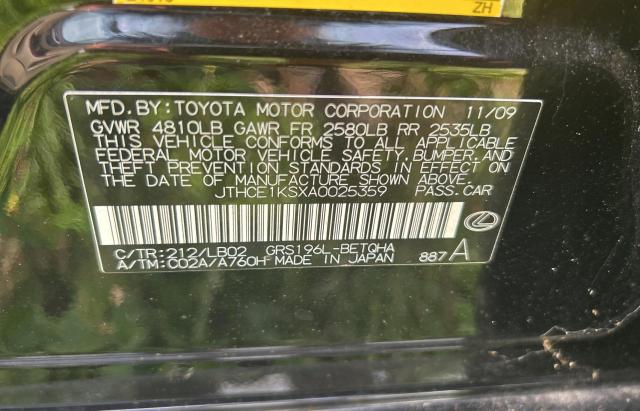 ZH
MFD.BY:TOYOTA MOTOR CORPORATION 11/09
GVWR 4810LB GAWR FR 2580LB RR 2535LB
THIS VEHICLE CONFORMS TO ALL APPLICABLE
FEDERAL MOTOR VEHICLE SAFETY,BUMPER,AND
THEFT PREVENTION STANDARDS IN EFFECT ON
THE DATE OF MANUFACTURE SHOWN ABOVE.
JTHCE1KSXA0025359 PASS.CAR
C/TR:212/LB02 GRS196L-BETQHA
A/TM:C02A/A760H MADE IN JAPAN 887A